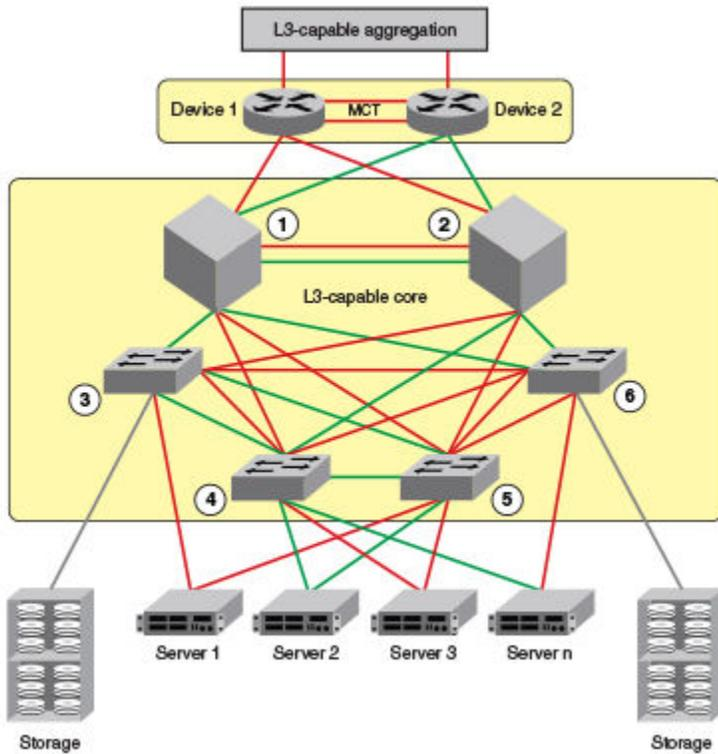 L3-capable aggregation
Device 1
MCT
Device 2
1
2
L3-capable core
3
6
4
5
Server 1
Server 2
Server 3
Server n
Storage
Storage